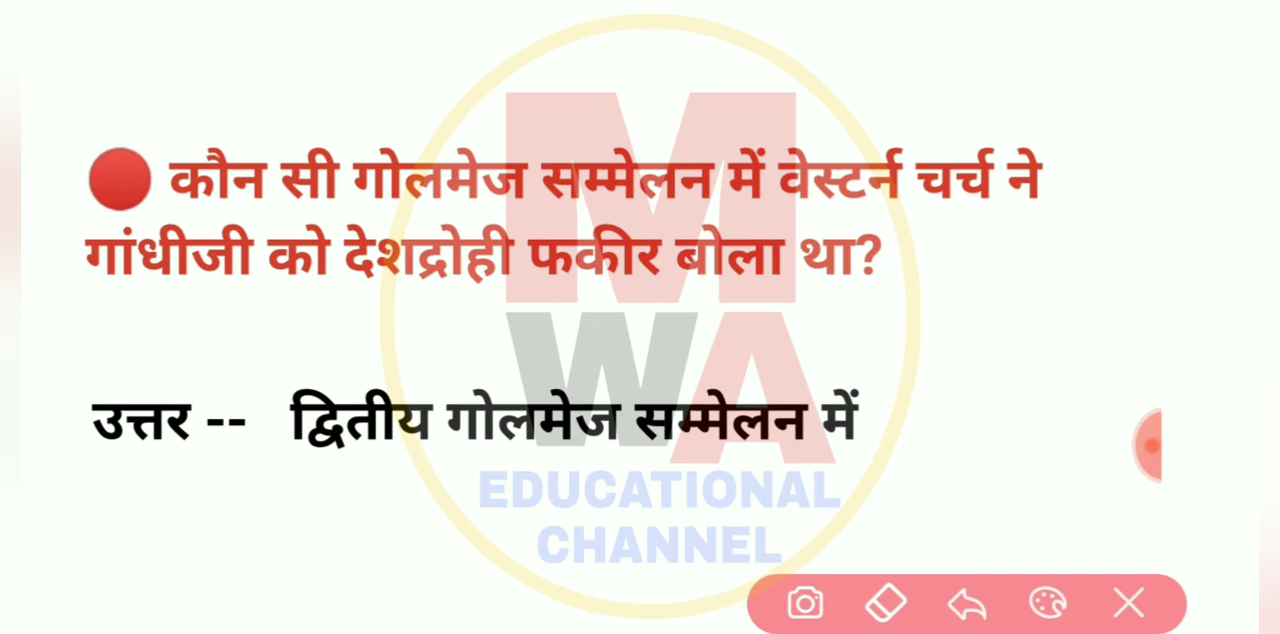 🔴 कौन सी गोलमेज सम्मेलन में वेस्टर्न चर्च ने
गांधीजी को देशद्रोही फकीर बोला था?
उत्तर -- द्वितीय गोलमेज सम्मेलन में
M
WA
EDUCATIONAL
CHANNEL